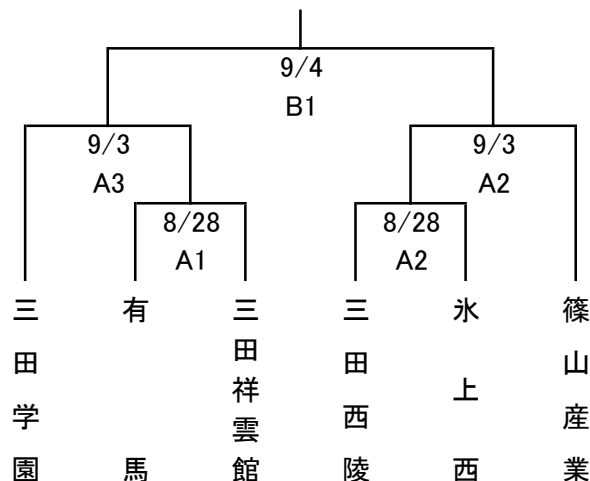 9/4
B1
9/3
A3
9/3
A2
8/28
A1
8/28
A2
三田学園
有馬
三田祥雲館
三田西陵
氷上西
篠山産業